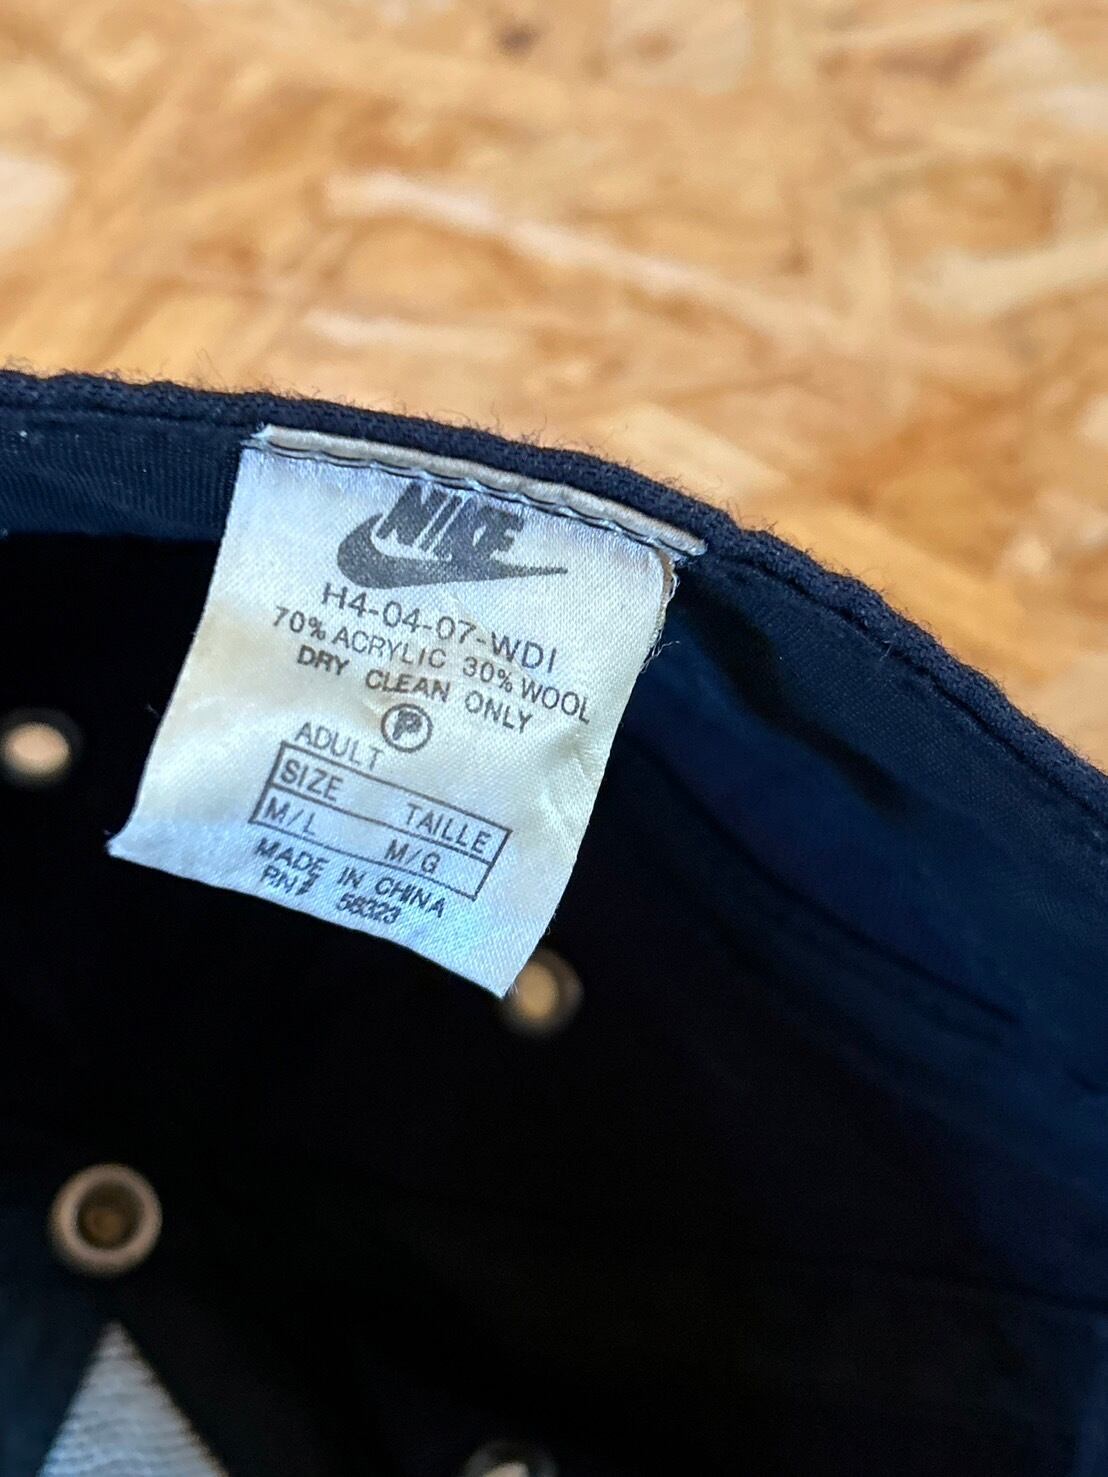 NIKE
H4-04-07-WDI
70% ACRYLIC 30% WOOL
DRY CLEAN ONLY
P
ADULT
SIZE TAILLE
M/L M/G
MADE IN CHINA
RN# 58323